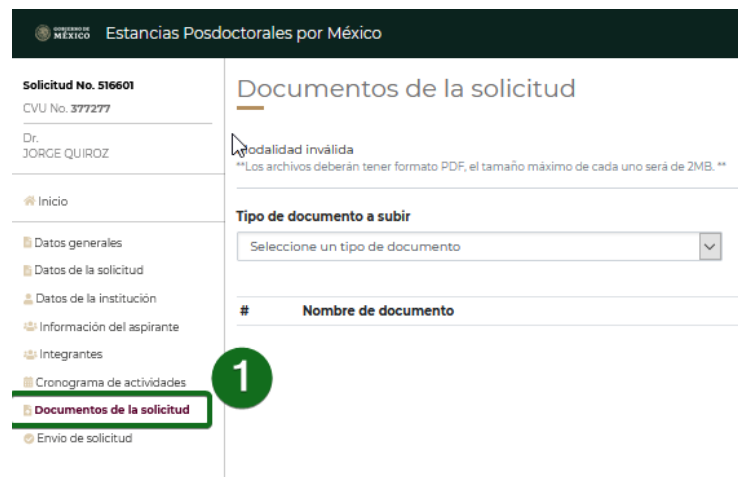 GOBIERNO DE
MÉXICO
Estancias Posdoctorales por México
Solicitud No. 516601
CVU No. 377277
Dr.
JORGE QUIROZ
Inicio
Datos generales
Datos de la solicitud
Datos de la institución
Información del aspirante
Integrantes
Cronograma de actividades
Documentos de la solicitud
Envio de solicitud
1
Documentos de la solicitud
Modalidad inválida
**Los archivos deberán tener formato PDF, el tamaño máximo de cada uno será de 2MB. **
Tipo de documento a subir
Seleccione un tipo de documento
# Nombre de documento